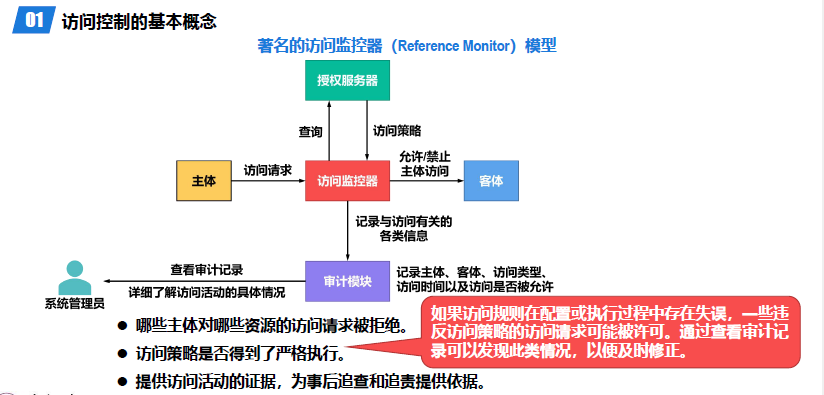 01 访问控制的基本概念
著名的访问监控器（Reference Monitor）模型
授权服务器
查询
访问策略
主体
访问请求
访问监控器
允许/禁止
主体访问
客体
记录与访问有关的
各类信息
系统管理员
查看审计记录
详细了解访问活动的具体情况
审计模块
记录主体、客体、访问类型、
访问时间以及访问是否被允许
● 哪些主体对哪些资源的访问请求被拒绝。
● 访问策略是否得到了严格执行。
● 提供访问活动的证据，为事后追查和追责提供依据。
如果访问规则在配置或执行过程中存在失误，一些违
反访问策略的访问请求可能被许可。通过查看审计记
录可以发现此类情况，以便及时修正。